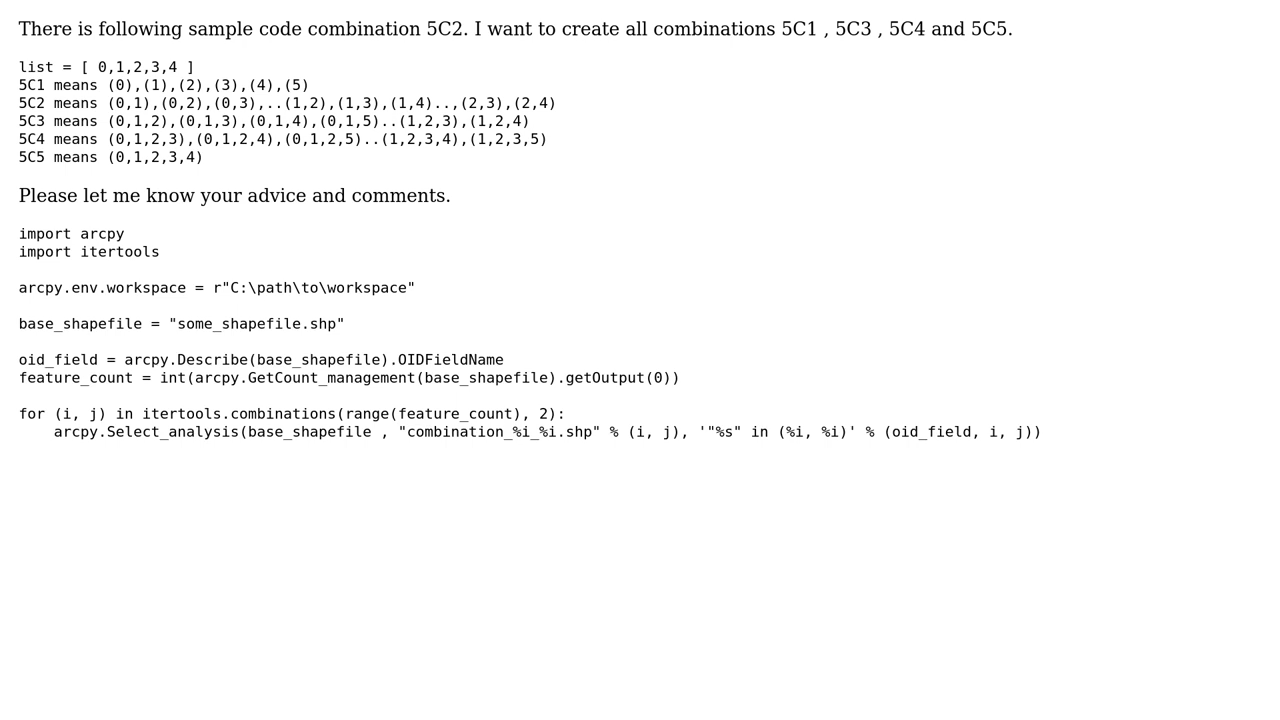 There is following sample code combination 5C2. I want to create all combinations 5C1 , 5C3 , 5C4 and 5C5.
list = [ 0,1,2,3,4 ]
5C1 means (0),(1),(2),(3),(4),(5)
5C2 means (0,1),(0,2),(0,3),..(1,2),(1,3),(1,4)..,(2,3),(2,4)
5C3 means (0,1,2),(0,1,3),(0,1,4),(0,1,5)..(1,2,3),(1,2,4)
5C4 means (0,1,2,3),(0,1,2,4),(0,1,2,5)..(1,2,3,4),(1,2,3,5)
5C5 means (0,1,2,3,4)
Please let me know your advice and comments.
import arcpy
import itertools
arcpy.env.workspace = r"C:\path\to\workspace"
base_shapefile = "some_shapefile.shp"
oid_field = arcpy.Describe(base_shapefile).OIDFieldName
feature_count = int(arcpy.GetCount_management(base_shapefile).getOutput(0))
for (i, j) in itertools.combinations(range(feature_count), 2):
    arcpy.Select_analysis(base_shapefile , "combination_%i_%i.shp" % (i, j), '"%s" in (%i, %i)' % (oid_field, i, j))